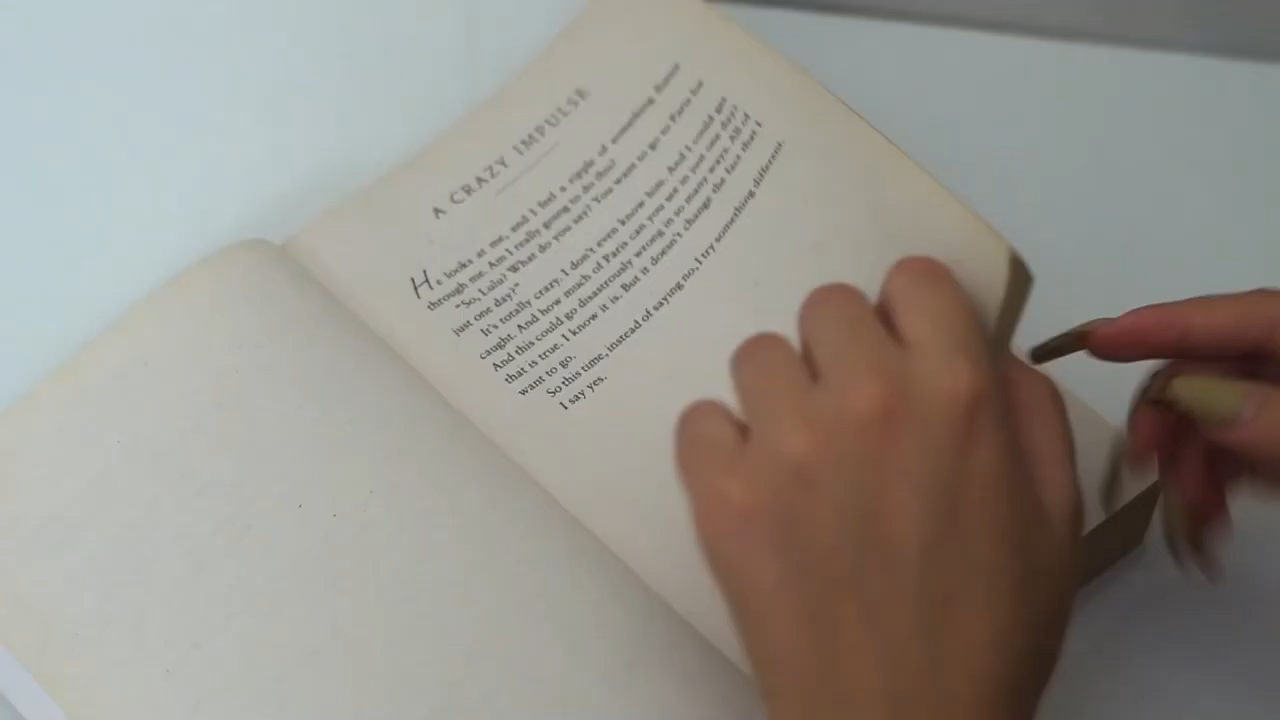 A CRAZY IMPULSE
He looks at me, and I feel a ripple of something
through me. Am I really going to do this?
"So, Lulu? What do you say? You want to go to Paris for
just one day?"
It's totally crazy. I don't even know him. And I could get
caught. And how much of Paris can you see in just one day?
And this could go disastrously wrong in so many ways. All of
that is true. I know it is. But it doesn't change the fact that I
want to go.
So this time, instead of saying no, I try something different.
I say yes.